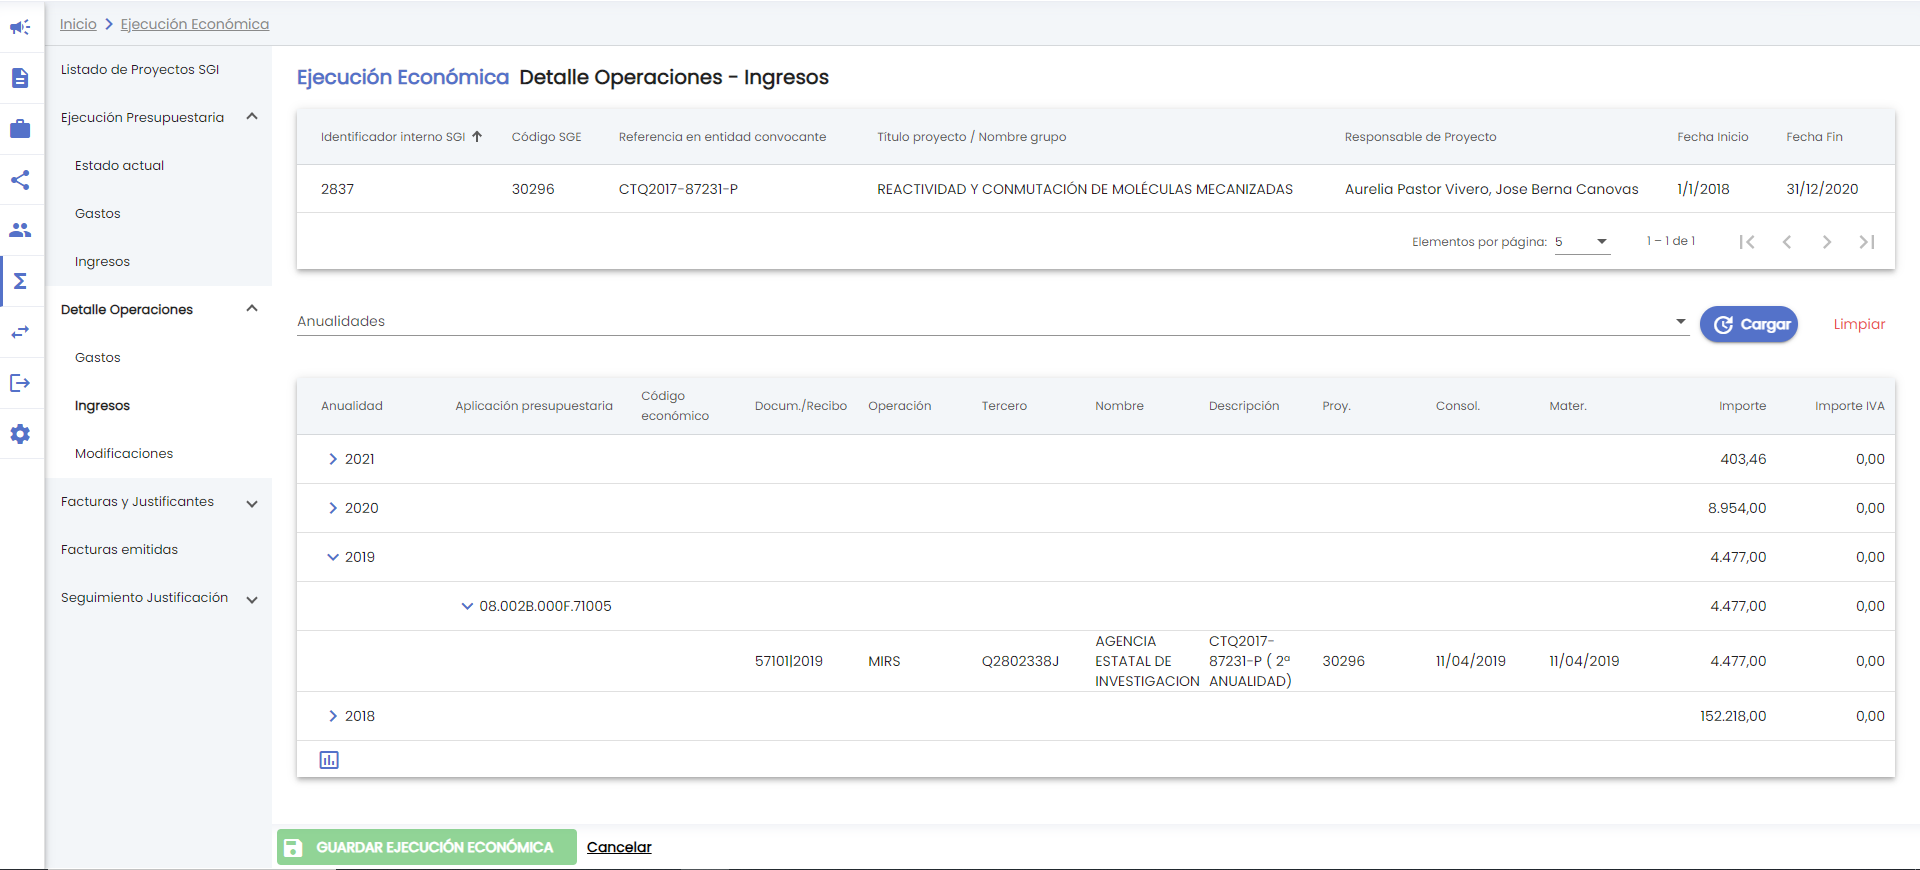 Inicio > Ejecución Económica
Listado de Proyectos SGI
Ejecución Presupuestaria
Estado actual
Gastos
Ingresos
Detalle Operaciones
Gastos
Ingresos
Modificaciones
Facturas y Justificantes
Facturas emitidas
Seguimiento Justificación
Ejecución Económica Detalle Operaciones - Ingresos
Identificador interno SGI Código SGE Referencia en entidad convocante Título proyecto / Nombre grupo Responsable de Proyecto Fecha Inicio Fecha Fin
2837 30296 CTQ2017-87231-P REACTIVIDAD Y CONMUTACIÓN DE MOLÉCULAS MECANIZADAS Aurelia Pastor Vivero, Jose Berna Canovas 1/1/2018 31/12/2020
Elementos por página: 5 1 – 1 de 1
Anualidades Cargar Limpiar
Anualidad Aplicación presupuestaria Código económico Docum./Recibo Operación Tercero Nombre Descripción Proy. Consol. Mater. Importe Importe IVA
2021 403,46 0,00
2020 8.954,00 0,00
2019 4.477,00 0,00
08.002B.000F.71005 4.477,00 0,00
57101|2019 MIRS Q2802338J AGENCIA ESTATAL DE INVESTIGACION CTQ2017-87231-P ( 2ª ANUALIDAD) 30296 11/04/2019 11/04/2019 4.477,00 0,00
2018 152.218,00 0,00
GUARDAR EJECUCIÓN ECONÓMICA Cancelar